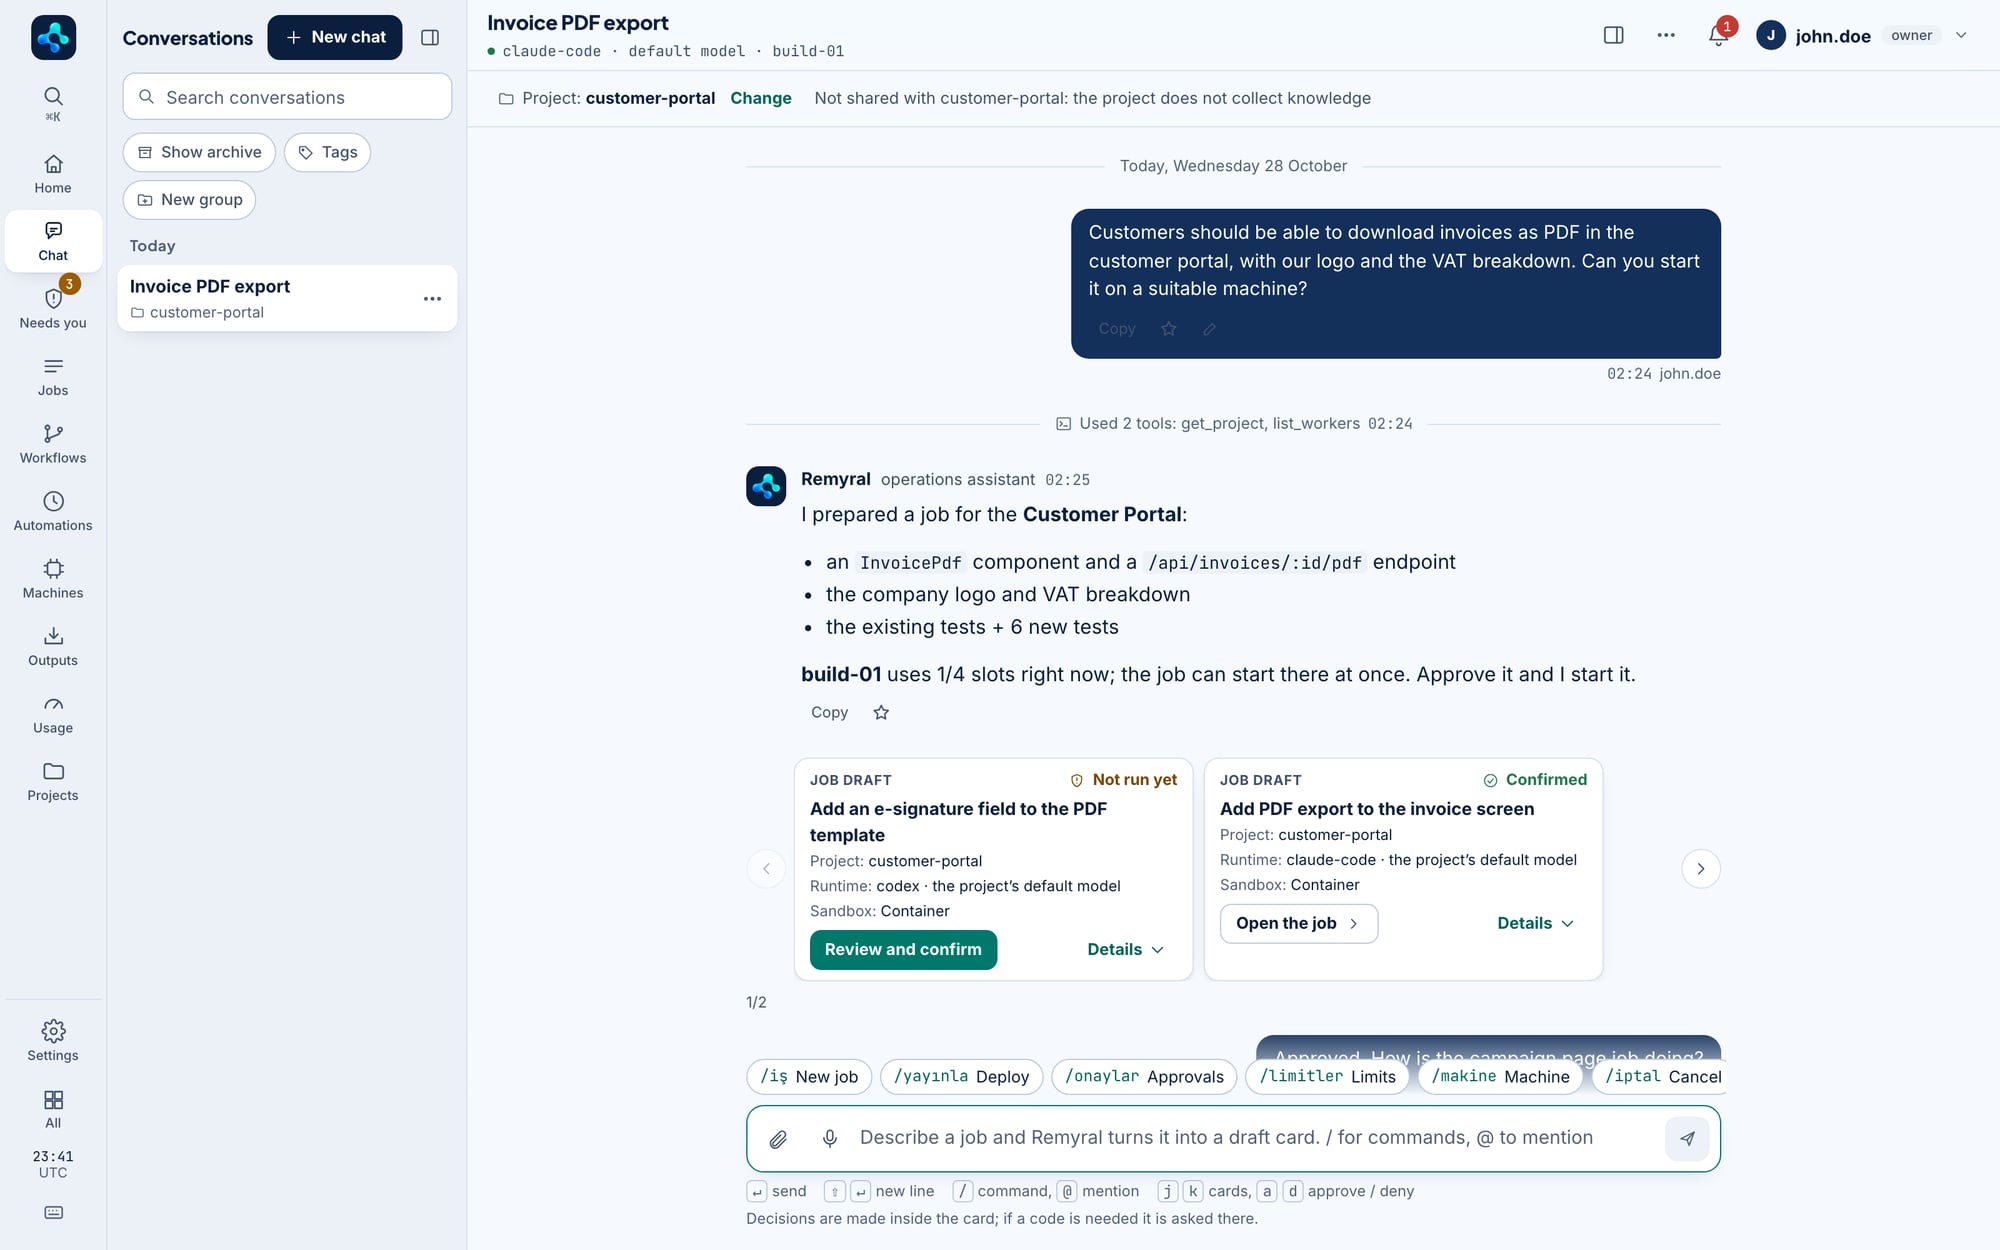 Conversations
+ New chat
Search conversations
Show archive
Tags
New group
Today
Invoice PDF export
customer-portal
⌘K
Home
Chat
3
Needs you
Jobs
Workflows
Automations
Machines
Outputs
Usage
Projects
Settings
All
23:41
UTC
Invoice PDF export
claude-code · default model · build-01
1
J
john.doe
owner
Project: customer-portal Change Not shared with customer-portal: the project does not collect knowledge
Today, Wednesday 28 October
Customers should be able to download invoices as PDF in the
customer portal, with our logo and the VAT breakdown. Can you start
it on a suitable machine?
Copy
02:24 john.doe
Used 2 tools: get_project, list_workers 02:24
Remyral operations assistant 02:25
I prepared a job for the Customer Portal:
• an InvoicePdf component and a /api/invoices/:id/pdf endpoint
• the company logo and VAT breakdown
• the existing tests + 6 new tests
build-01 uses 1/4 slots right now; the job can start there at once. Approve it and I start it.
Copy
JOB DRAFT Not run yet
Add an e-signature field to the PDF
template
Project: customer-portal
Runtime: codex · the project's default model
Sandbox: Container
Review and confirm Details
JOB DRAFT Confirmed
Add PDF export to the invoice screen
Project: customer-portal
Runtime: claude-code · the project's default model
Sandbox: Container
Open the job Details
1/2
Approved. How is the campaign page job doing?
/iş New job
/yayınla Deploy
/onaylar Approvals
/limitler Limits
/makine Machine
/iptal Cancel
Describe a job and Remyral turns it into a draft card. / for commands, @ to mention
↵ send ⇧ ↵ new line / command, @ mention j k cards, a d approve / deny
Decisions are made inside the card; if a code is needed it is asked there.